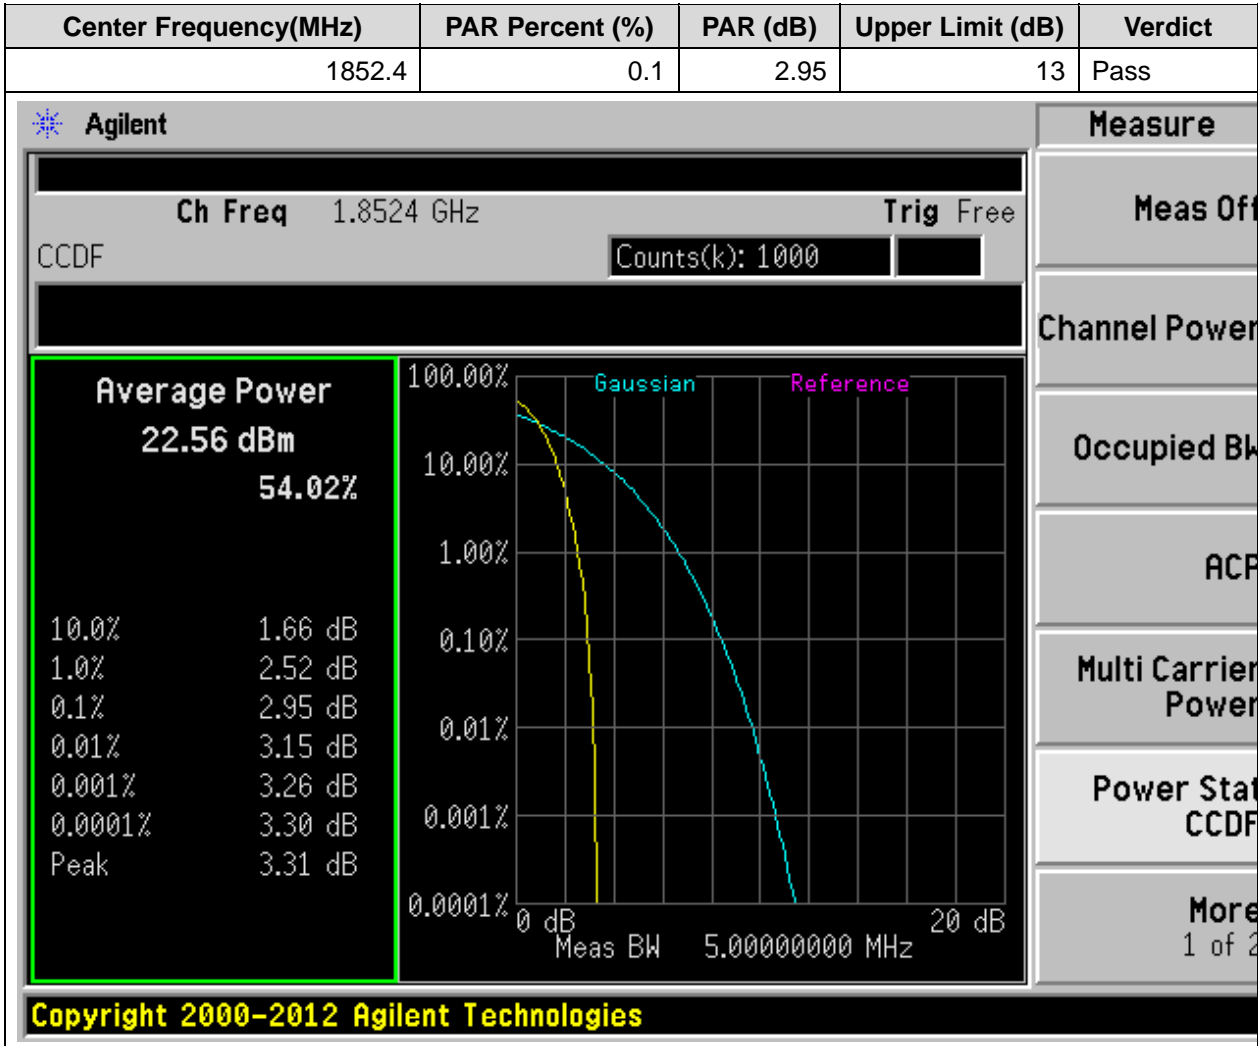 Center Frequency(MHz) PAR Percent (%) PAR (dB) Upper Limit (dB) Verdict
1852.4 0.1 2.95 13 Pass
Agilent
Measure
Ch Freq 1.8524 GHz Trig Free
CCDF Counts(k): 1000
Average Power
22.56 dBm
54.02%
10.0% 1.66 dB
1.0% 2.52 dB
0.1% 2.95 dB
0.01% 3.15 dB
0.001% 3.26 dB
0.0001% 3.30 dB
Peak 3.31 dB
Gaussian Reference
100.00%
10.00%
1.00%
0.10%
0.01%
0.001%
0.0001%
0 dB 20 dB
Meas BW 5.00000000 MHz
Meas Off
Channel Power
Occupied BW
ACP
Multi Carrier
Power
Power Stat
CCDF
More
1 of 2
Copyright 2000-2012 Agilent Technologies